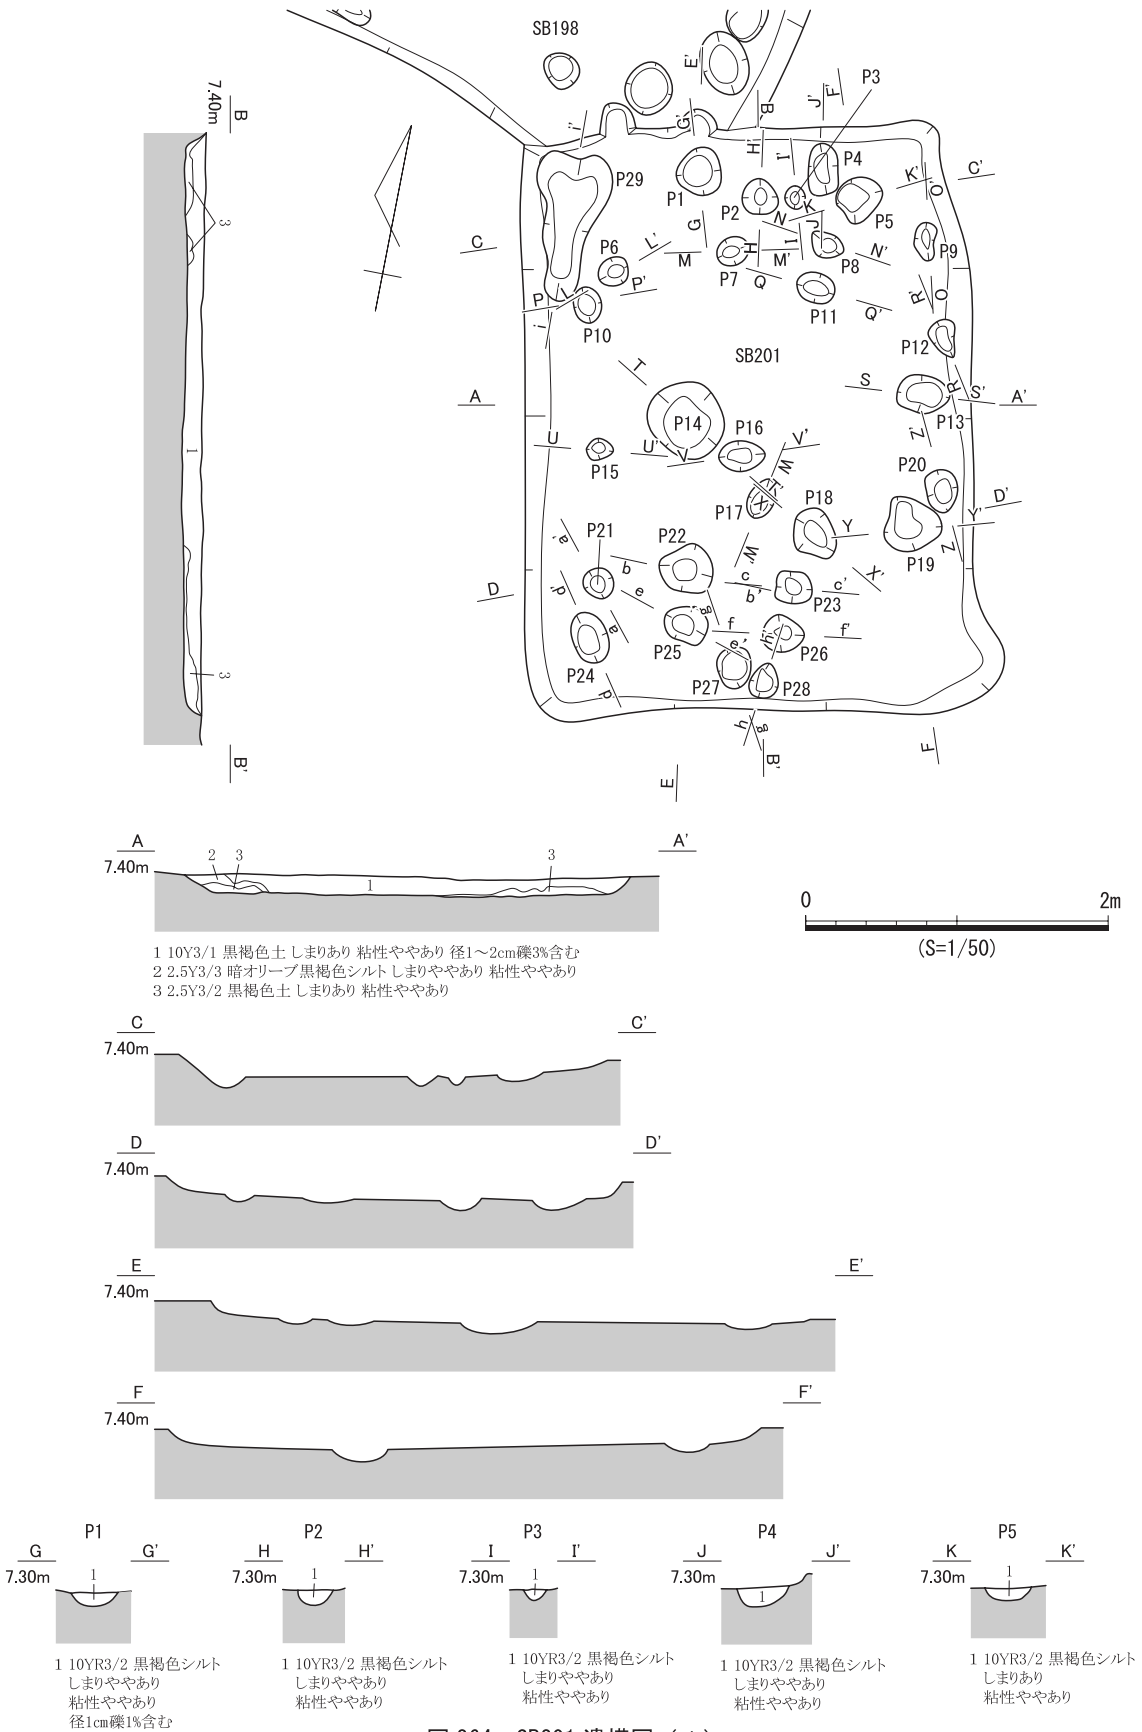 SB198
P3
E'
B
J'
F'
7.40m
B
i'
G'
H'
I'
P4
K'
O'
C'
P29
P1
P2
K
P5
G
N
J
C
P6
L'
M
H
I
M'
P8
N'
P9
P7
Q
P
L
P'
P11
Q'
R'
O
i
P10
P12
3
SB201
T
S
R
S'
A'
A
P14
P16
P13
V'
Z'
U
U'
V
W
P15
P20
1
T'
P17
X
P18
D'
Y
Y'
P21
P22
a'
W'
P19
Z
b
c
X'
D
d'
e
b'
c'
P23
g'
a
f
h'
f'
P24
P25
e'
P26
3
d
P27
P28
h
g
F
B'
B'
E
A
A'
7.40m
2 3
1
3
0 2m
(S=1/50)
1 10Y3/1 黒褐色土 しまりあり 粘性ややあり 径1～2cm礫3%含む
2 2.5Y3/3 暗オリーブ黒褐色シルト しまりややあり 粘性ややあり
3 2.5Y3/2 黒褐色土 しまりあり 粘性ややあり
C C'
7.40m
D D'
7.40m
E E'
7.40m
F F'
7.40m
P1
G G'
7.30m
1
1 10YR3/2 黒褐色シルト
しまりややあり
粘性ややあり
径1cm礫1%含む
P2
H H'
7.30m
1
1 10YR3/2 黒褐色シルト
しまりややあり
粘性ややあり
P3
I I'
7.30m
1
1 10YR3/2 黒褐色シルト
しまりややあり
粘性ややあり
P4
J J'
7.30m
1
1 10YR3/2 黒褐色シルト
しまりややあり
粘性ややあり
P5
K K'
7.30m
1
1 10YR3/2 黒褐色シルト
しまりあり
粘性ややあり